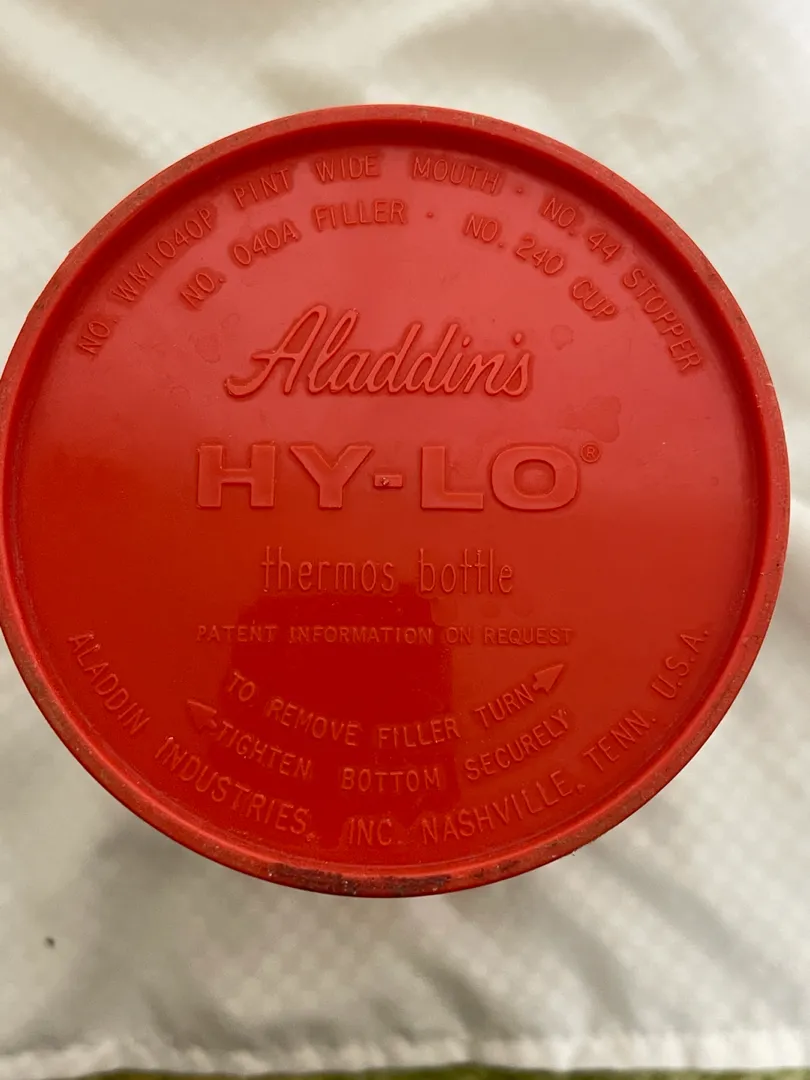 NO. WM1040P PINT WIDE MOUTH · NO. 44 STOPPER
NO. 040A FILLER · NO. 240 CUP
Aladdin's
HY-LO®
thermos bottle
PATENT INFORMATION ON REQUEST
TO REMOVE FILLER TURN
TIGHTEN BOTTOM SECURELY
ALADDIN INDUSTRIES, INC. NASHVILLE, TENN. U.S.A.